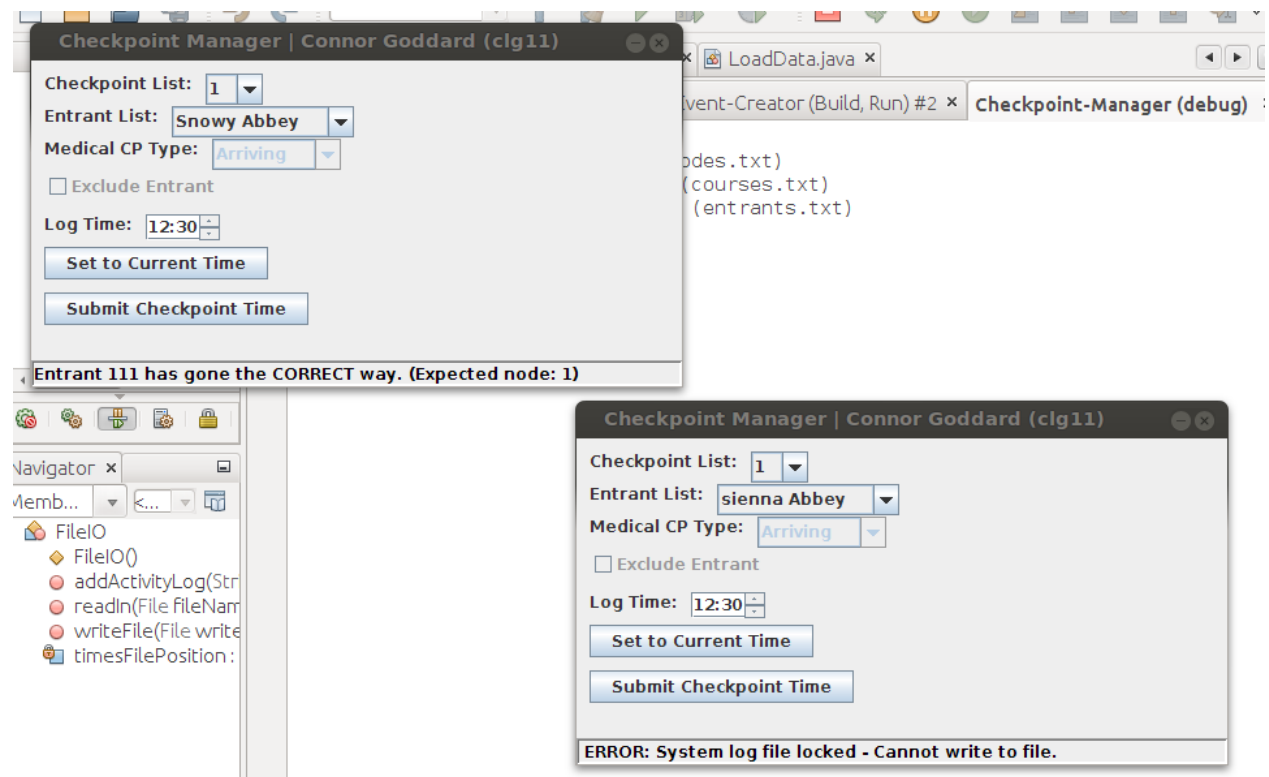 Checkpoint Manager | Connor Goddard (clg11)
Checkpoint List: 1
Entrant List: Snowy Abbey
Medical CP Type: Arriving
Exclude Entrant
Log Time: 12:30
Set to Current Time
Submit Checkpoint Time
Entrant 111 has gone the CORRECT way. (Expected node: 1)
LoadData.java
(Build, Run) #2
Checkpoint-Manager (debug)
(courses.txt)
(entrants.txt)
Navigator
<...
FileIO
FileIO()
addActivityLog(Str
readIn(File fileNam
writeFile(File write
timesFilePosition :
Checkpoint Manager | Connor Goddard (clg11)
Checkpoint List: 1
Entrant List: sienna Abbey
Medical CP Type: Arriving
Exclude Entrant
Log Time: 12:30
Set to Current Time
Submit Checkpoint Time
ERROR: System log file locked - Cannot write to file.